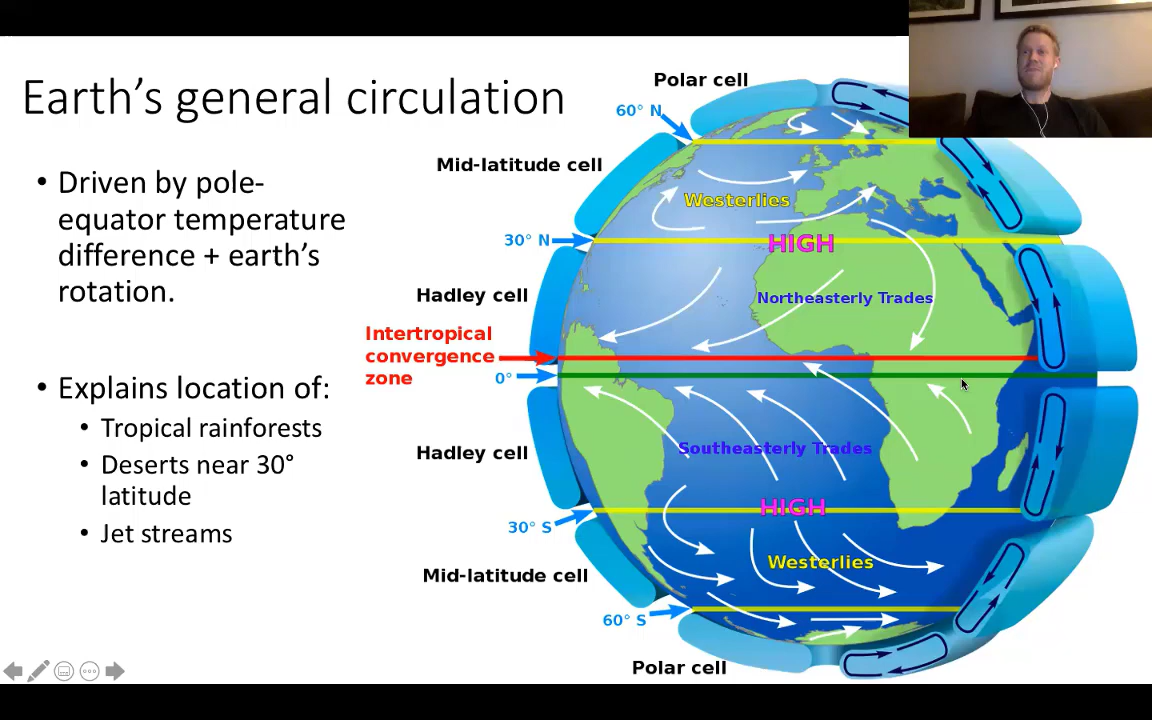 Earth's general circulation
• Driven by pole-
equator temperature
difference + earth's
rotation.
• Explains location of:
• Tropical rainforests
• Deserts near 30°
latitude
• Jet streams
Polar cell
60° N
Mid-latitude cell
Westerlies
30° N
HIGH
Hadley cell
Northeasterly Trades
Intertropical
convergence
zone
0°
Hadley cell
Southeasterly Trades
HIGH
30° S
Westerlies
Mid-latitude cell
60° S
Polar cell